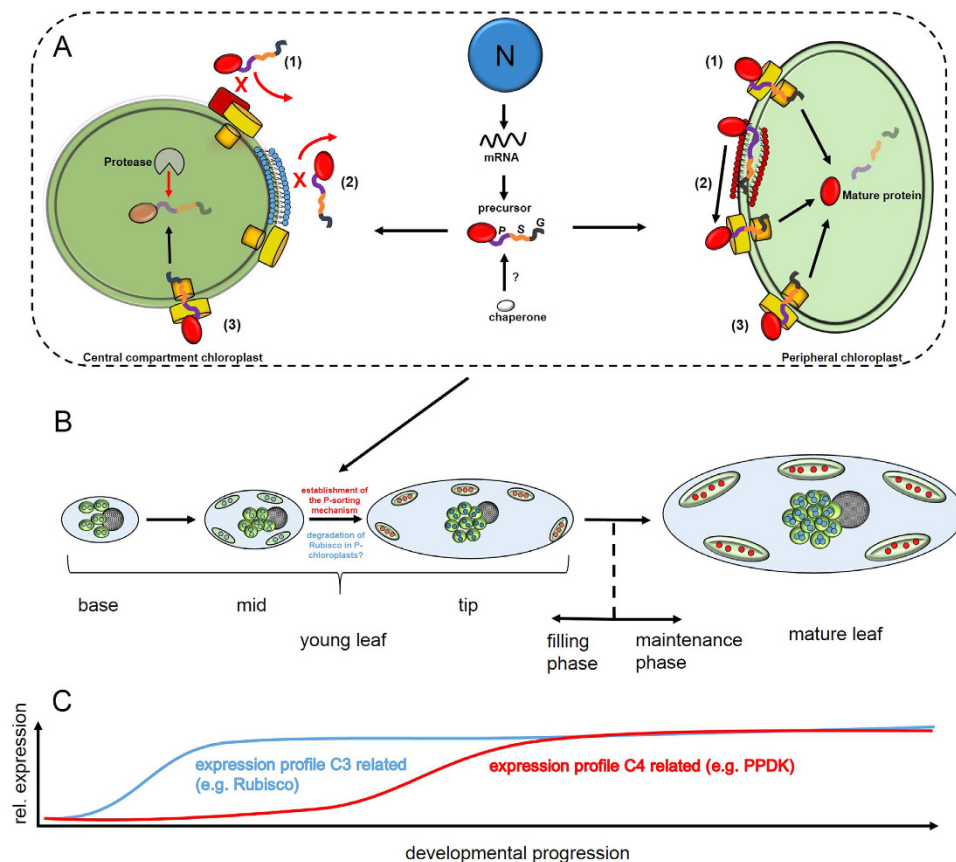 A
N
mRNA
precursor
P
S
G
?
chaperone
X
(1)
X
(2)
Protease
(3)
Central compartment chloroplast
(1)
(2)
Mature protein
(3)
Peripheral chloroplast
B
establishment
of the P-sorting
mechanism
degradation
of Rubisco in P-
chloroplasts?
base
mid
tip
young leaf
filling
phase
maintenance
phase
mature leaf
C
rel. expression
expression profile C3 related
(e.g. Rubisco)
expression profile C4 related (e.g. PPDK)
developmental progression